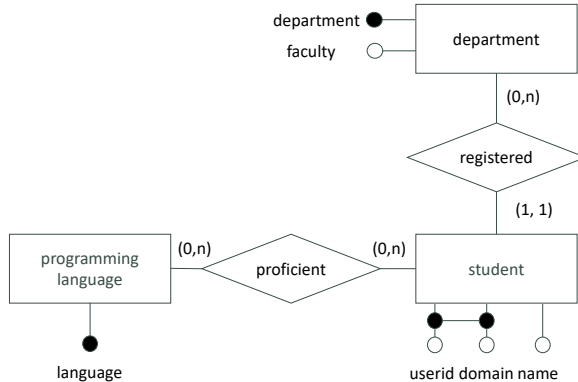 department
department
faculty
(0,n)
registered
(1, 1)
programming
language
(0,n)
proficient
(0,n)
student
language
userid domain name